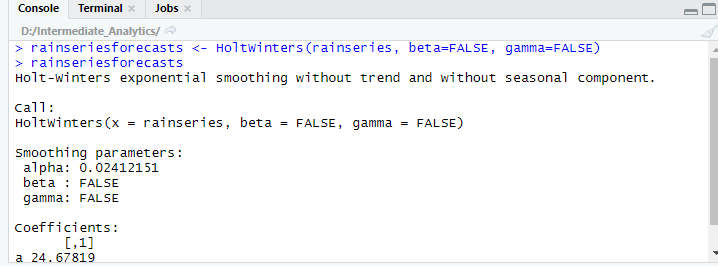 Console Terminal × Jobs ×
D:/Intermediate_Analytics/
> rainseriesforecasts <- HoltWinters(rainseries, beta=FALSE, gamma=FALSE)
> rainseriesforecasts
Holt-Winters exponential smoothing without trend and without seasonal component.
Call:
HoltWinters(x = rainseries, beta = FALSE, gamma = FALSE)
Smoothing parameters:
alpha: 0.02412151
beta : FALSE
gamma: FALSE
Coefficients:
[,1]
a 24.67819